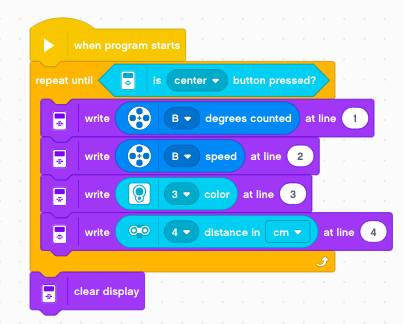 when program starts
repeat until is center button pressed?
write B degrees counted at line 1
write B speed at line 2
write 3 color at line 3
write 4 distance in cm at line 4
clear display